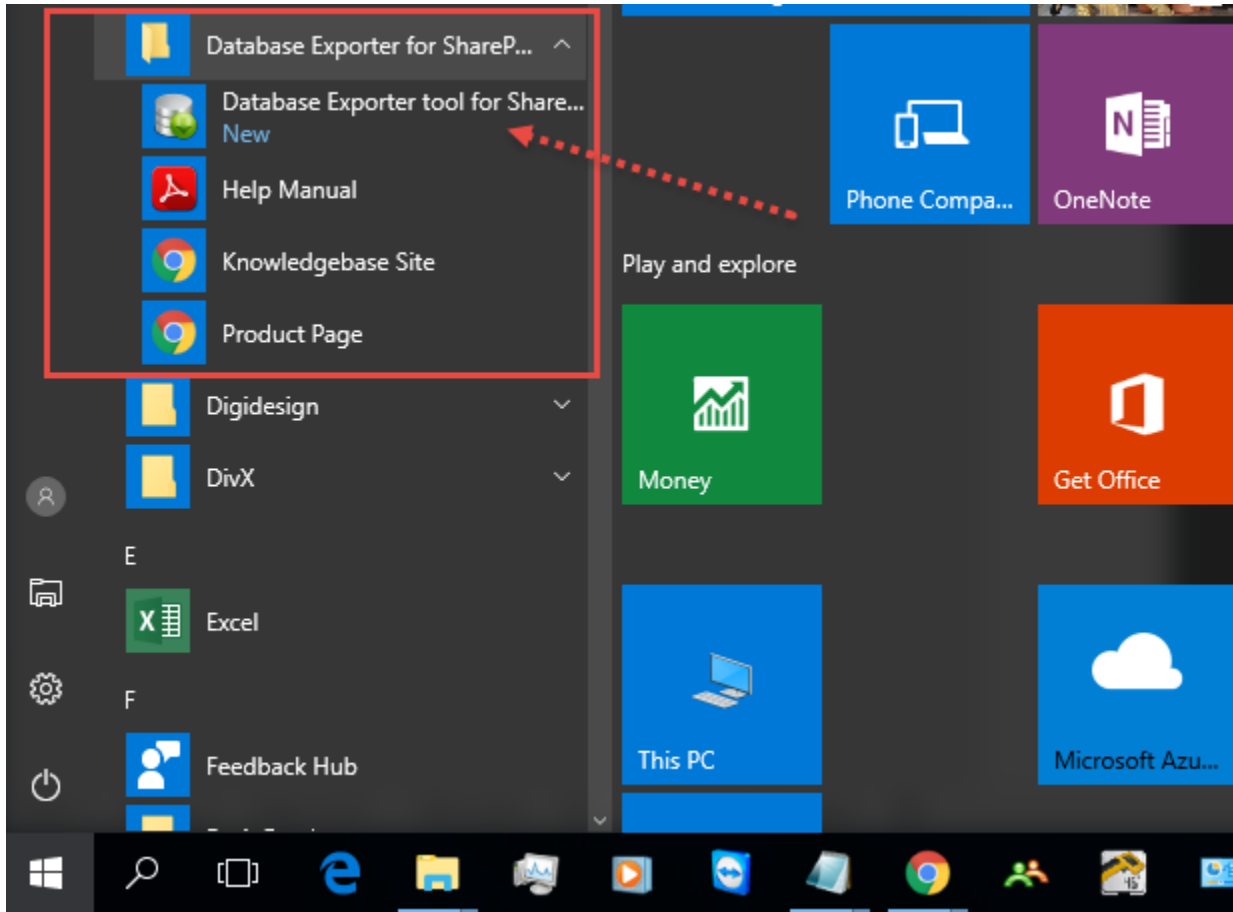 Database Exporter for ShareP...
Database Exporter tool for Share...
New
Help Manual
Knowledgebase Site
Product Page
Digidesign
DivX
E
Excel
F
Feedback Hub
Phone Compa...
OneNote
Play and explore
Money
Get Office
This PC
Microsoft Azu...